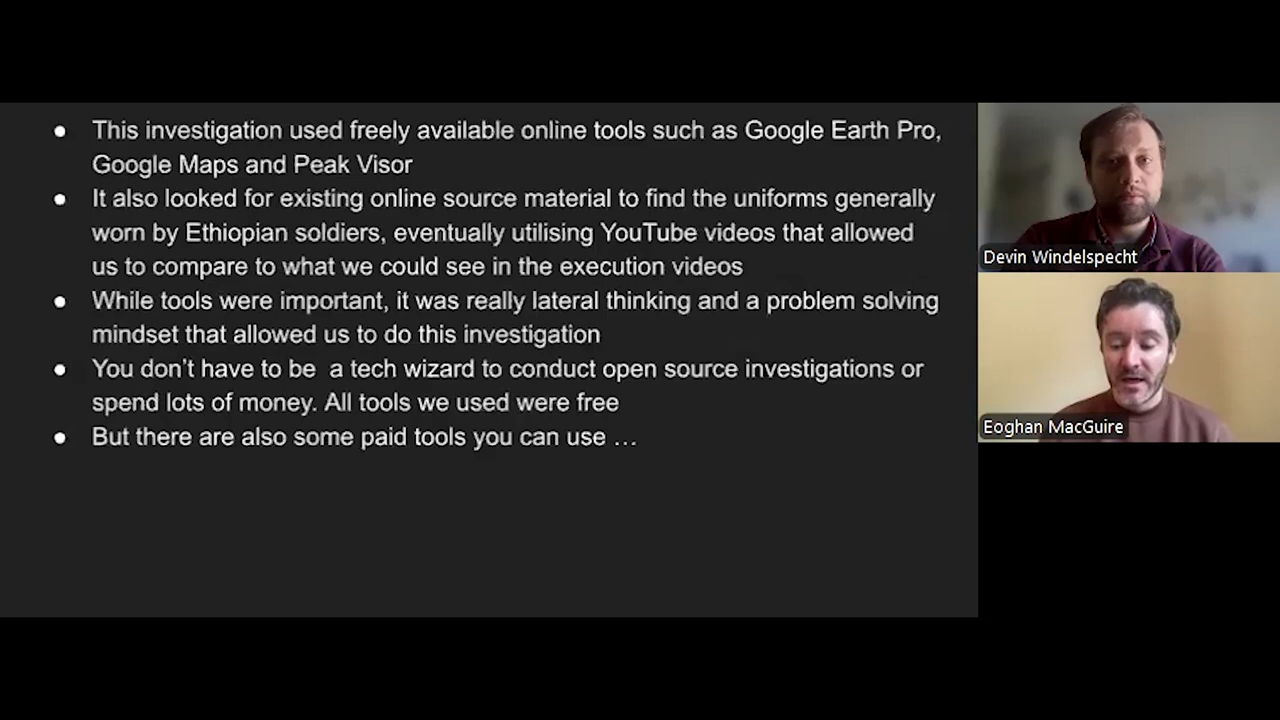 ● This investigation used freely available online tools such as Google Earth Pro,
Google Maps and Peak Visor
● It also looked for existing online source material to find the uniforms generally
worn by Ethiopian soldiers, eventually utilising YouTube videos that allowed
us to compare to what we could see in the execution videos
● While tools were important, it was really lateral thinking and a problem solving
mindset that allowed us to do this investigation
● You don’t have to be  a tech wizard to conduct open source investigations or
spend lots of money. All tools we used were free
● But there are also some paid tools you can use …
Devin Windelspecht
Eoghan MacGuire